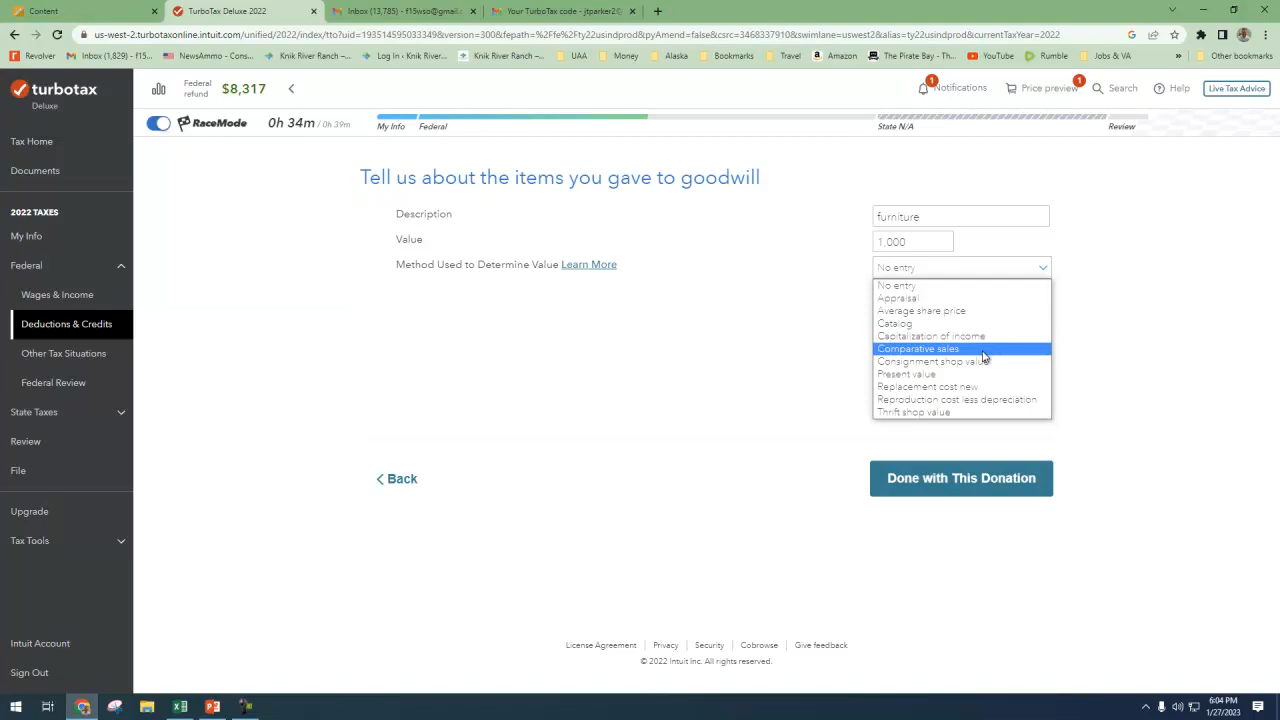 Content
TurboTax Deluxe 2022
Inbox (13,785) - f15wso@gmail.c
Your TurboTax code - jtparker2@
us-west-2.turbotaxonline.intuit.com/unified/2022/index/tto?uid=193514595033349&version=300&fepath=%2ffe%2fty22usindprod&pyAmend=false&csrc=3468337910&swimlane=uswest2&alias=ty22usindprod&currentTaxYear=2022
Revolver
Inbox (1,829) - f15...
NewsAmmo - Cons...
Knik River Ranch –...
Log In ‹ Knik River...
Knik River Ranch –...
UAA
Money
Alaska
Bookmarks
Travel
Amazon
The Pirate Bay - Th...
YouTube
Rumble
Jobs & VA
»
Other bookmarks
turbotax
Deluxe
Federal
refund
$8,317
1
Notifications
1
Price preview
Search
Help
Live Tax Advice
RaceMode
0h 34m / 0h 39m
My Info
Federal
State N/A
Review
Tax Home
Documents
2022 TAXES
My Info
Federal
Wages & Income
Deductions & Credits
Other Tax Situations
Federal Review
State Taxes
Review
File
Upgrade
Tax Tools
Intuit Account
Sign Out
Tell us about the items you gave to goodwill
Description
furniture
Value
1,000
Method Used to Determine Value Learn More
No entry
No entry
Appraisal
Average share price
Catalog
Capitalization of income
Comparative sales
Consignment shop value
Present value
Replacement cost new
Reproduction cost less depreciation
Thrift shop value
Back
Done with This Donation
License Agreement
Privacy
Security
Cobrowse
Give feedback
© 2022 Intuit Inc. All rights reserved.
6:04 PM
1/27/2023